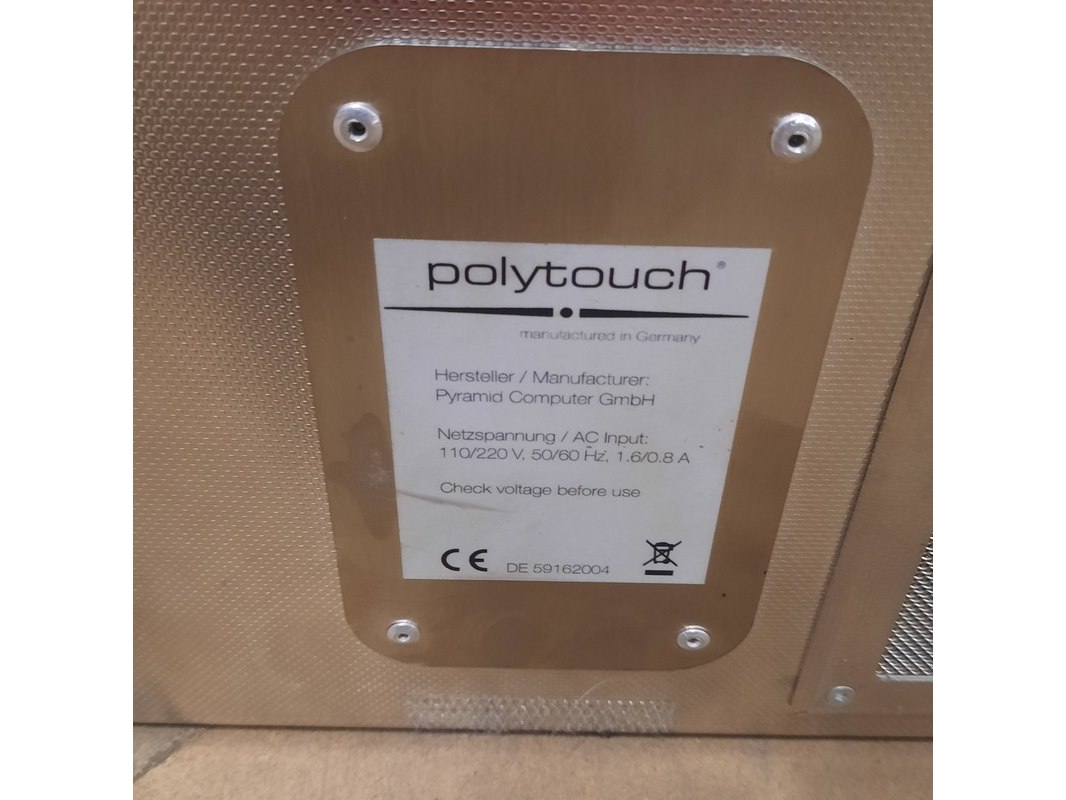 polytouch®
manufactured in Germany
Hersteller / Manufacturer:
Pyramid Computer GmbH
Netzspannung / AC Input:
110/220 V, 50/60 Hz, 1.6/0.8 A
Check voltage before use
CE DE 59162004